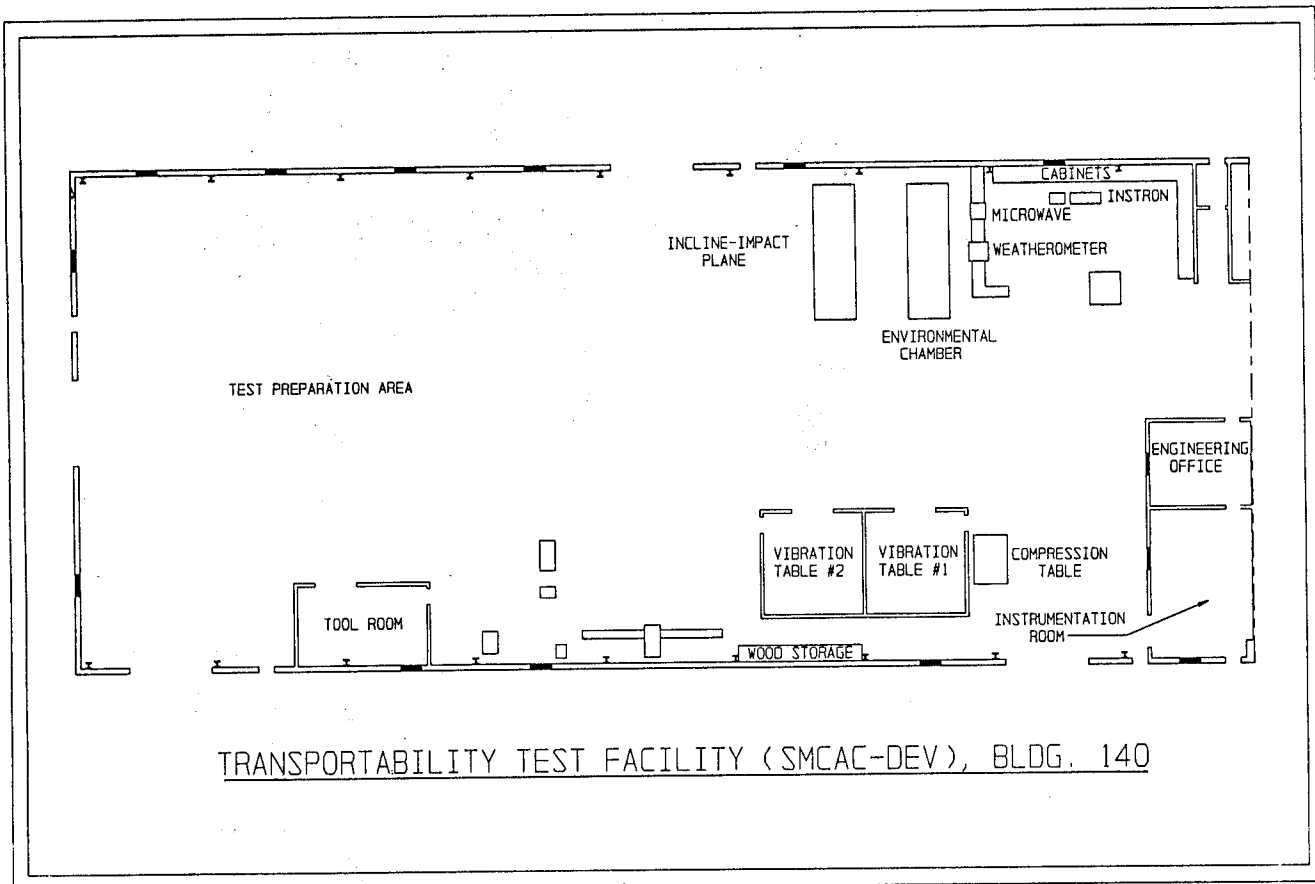 CABINETS
INSTRON
MICROWAVE
INCLINE-IMPACT
PLANE
WEATHEROMETER
ENVIRONMENTAL
CHAMBER
TEST PREPARATION AREA
ENGINEERING
OFFICE
VIBRATION
TABLE #2
VIBRATION
TABLE #1
COMPRESSION
TABLE
TOOL ROOM
INSTRUMENTATION
ROOM
WOOD STORAGE
TRANSPORTABILITY TEST FACILITY (SMCAC-DEV), BLDG. 140